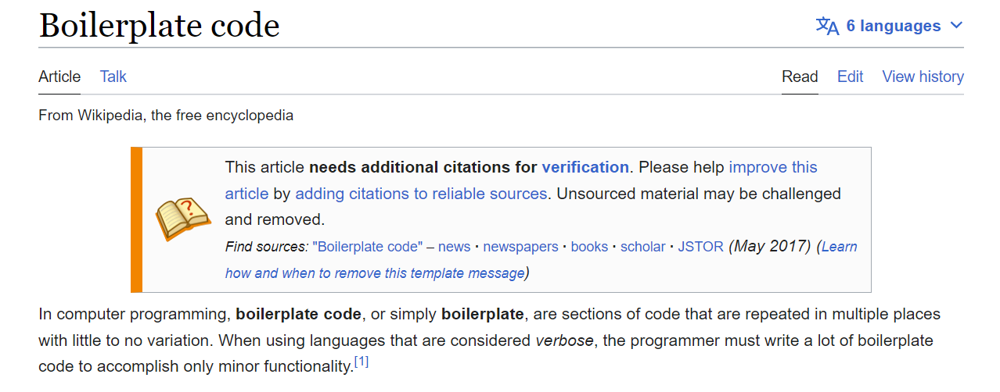 Boilerplate code
文A 6 languages
Article Talk Read Edit View history
From Wikipedia, the free encyclopedia
This article needs additional citations for verification. Please help improve this
article by adding citations to reliable sources. Unsourced material may be challenged
and removed.
Find sources: "Boilerplate code" – news · newspapers · books · scholar · JSTOR (May 2017) (Learn
how and when to remove this template message)
In computer programming, boilerplate code, or simply boilerplate, are sections of code that are repeated in multiple places
with little to no variation. When using languages that are considered verbose, the programmer must write a lot of boilerplate
code to accomplish only minor functionality.[1]